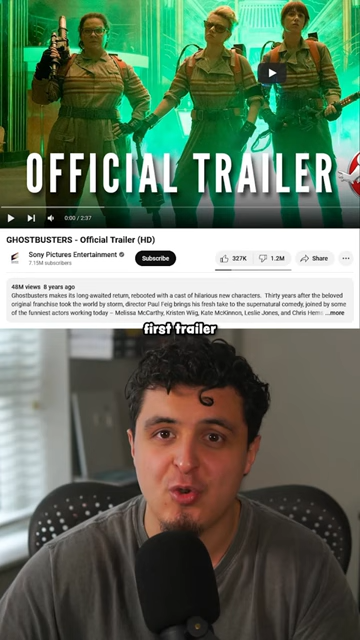 OFFICIAL TRAILER
0:00 / 2:37
GHOSTBUSTERS - Official Trailer (HD)
Sony Pictures Entertainment
7.15M subscribers
Subscribe
327K
1.2M
Share
48M views 8 years ago
Ghostbusters makes its long-awaited return, rebooted with a cast of hilarious new characters. Thirty years after the beloved
original franchise took the world by storm, director Paul Feig brings his fresh take to the supernatural comedy, joined by some
of the funniest actors working today – Melissa McCarthy, Kristen Wiig, Kate McKinnon, Leslie Jones, and Chris Hems ...more
first trailer